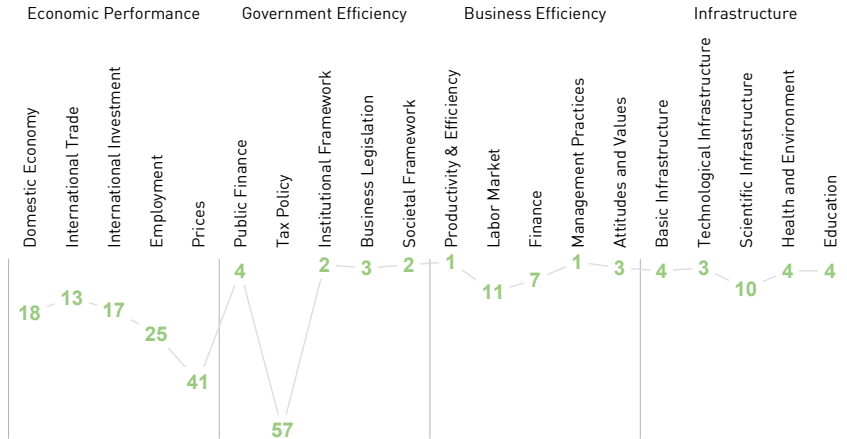 Economic Performance
Government Efficiency
Business Efficiency
Infrastructure
Domestic Economy
International Trade
International Investment
Employment
Prices
Public Finance
Tax Policy
Institutional Framework
Business Legislation
Societal Framework
Productivity & Efficiency
Labor Market
Finance
Management Practices
Attitudes and Values
Basic Infrastructure
Technological Infrastructure
Scientific Infrastructure
Health and Environment
Education
18
13
17
25
41
4
57
2
3
2
1
11
7
1
3
4
3
10
4
4